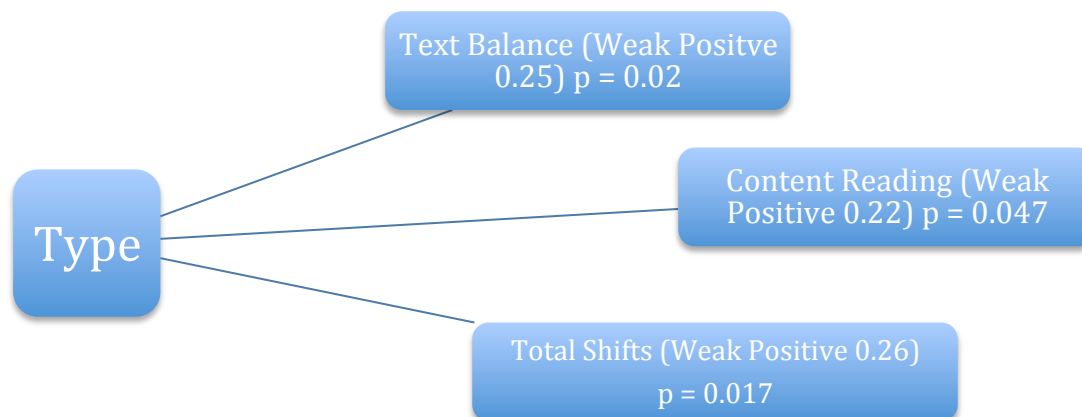 Text Balance (Weak Positve
0.25) p = 0.02
Type
Content Reading (Weak
Positive 0.22) p = 0.047
Total Shifts (Weak Positive 0.26)
p = 0.017